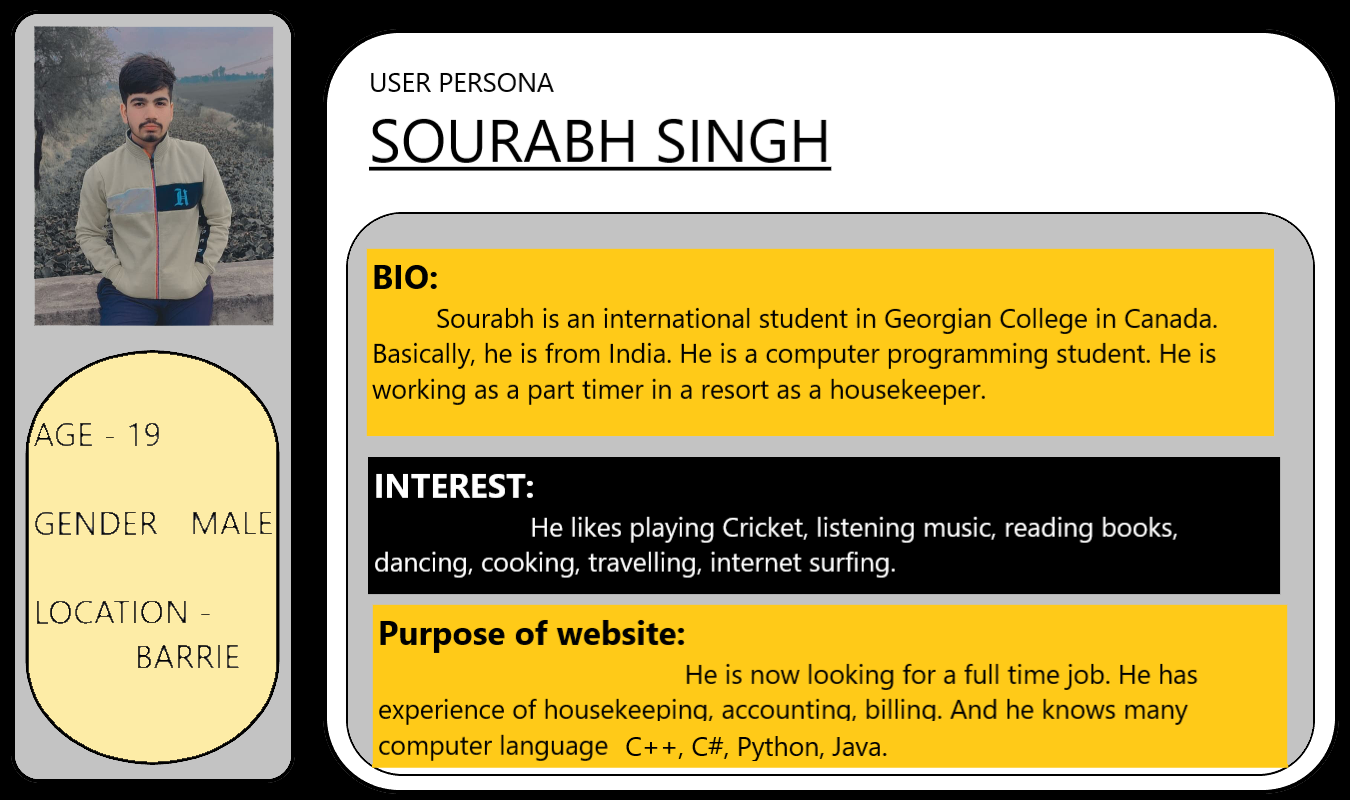 USER PERSONA
SOURABH SINGH
BIO:
Sourabh is an international student in Georgian College in Canada.
Basically, he is from India. He is a computer programming student. He is
working as a part timer in a resort as a housekeeper.
INTEREST:
He likes playing Cricket, listening music, reading books,
dancing, cooking, travelling, internet surfing.
Purpose of website:
He is now looking for a full time job. He has
experience of housekeeping, accounting, billing. And he knows many
computer language C++, C#, Python, Java.
H
AGE - 19
GENDER MALE
LOCATION -
BARRIE